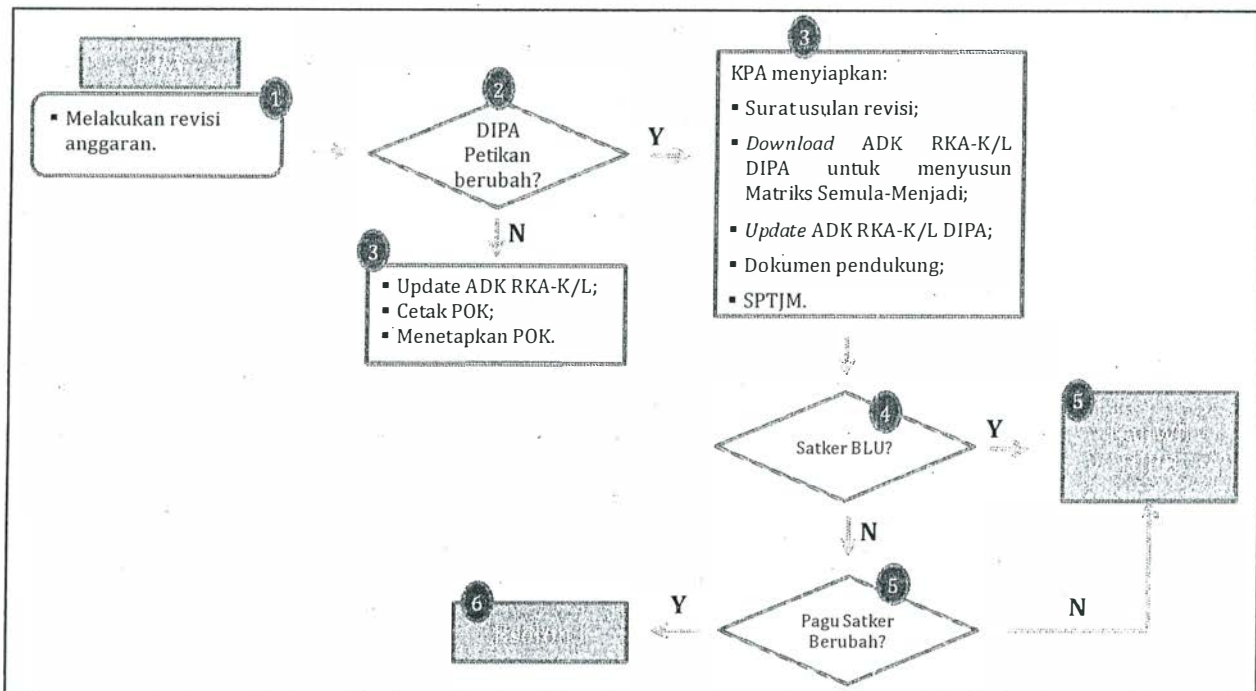 1
▪ Melakukan revisi
anggaran.
2
DIPA
Petikan
berubah?
Y
N
3
▪ Update ADK RKA-K/L;
▪ Cetak POK;
▪ Menetapkan POK.
3
KPA menyiapkan:
▪ Surat usulan revisi;
▪ Download ADK RKA-K/L
DIPA untuk menyusun
Matriks Semula-Menjadi;
▪ Update ADK RKA-K/L DIPA;
▪ Dokumen pendukung;
▪ SPTJM.
4
Satker BLU?
Y
5
N
5
Pagu Satker
Berubah?
Y
N
6